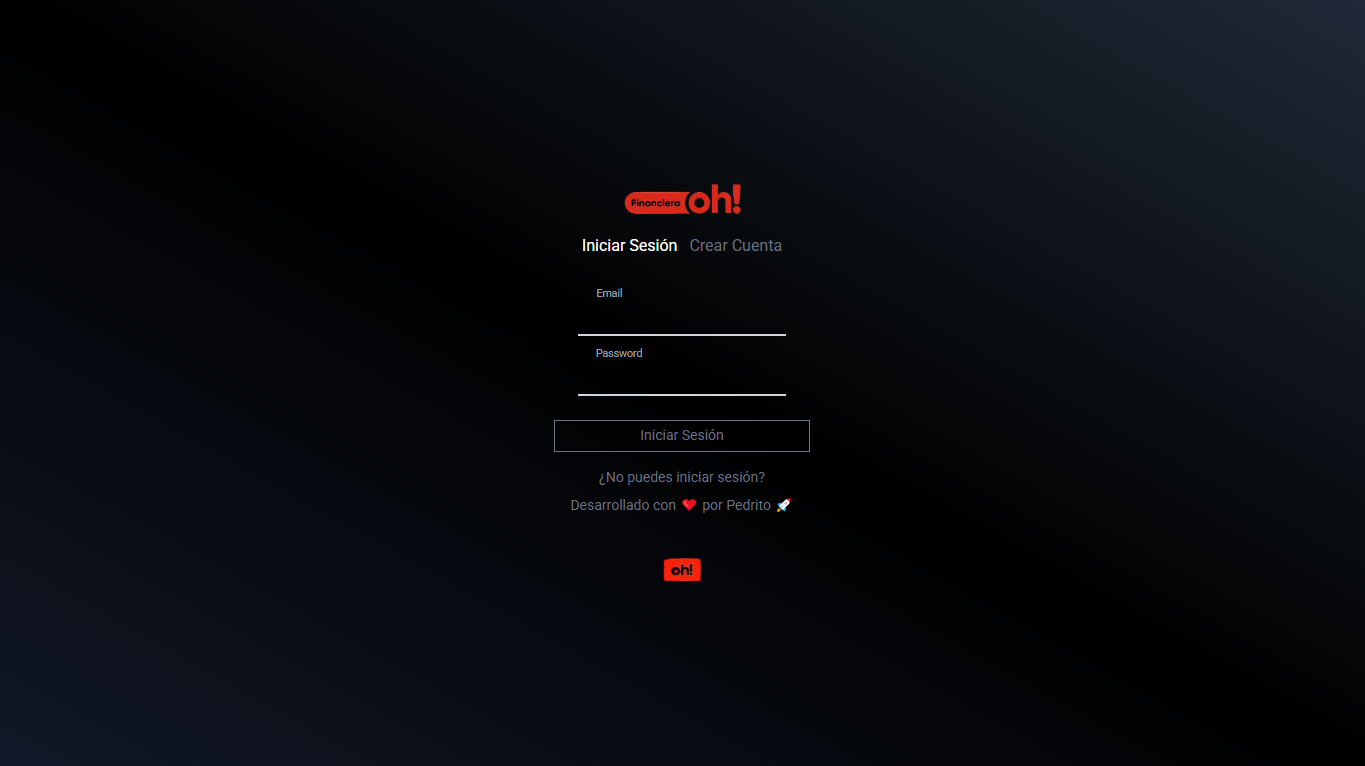 Financiera oh!
Iniciar Sesión Crear Cuenta
Email
Password
Iniciar Sesión
¿No puedes iniciar sesión?
Desarrollado con ❤️ por Pedrito 🚀
oh!